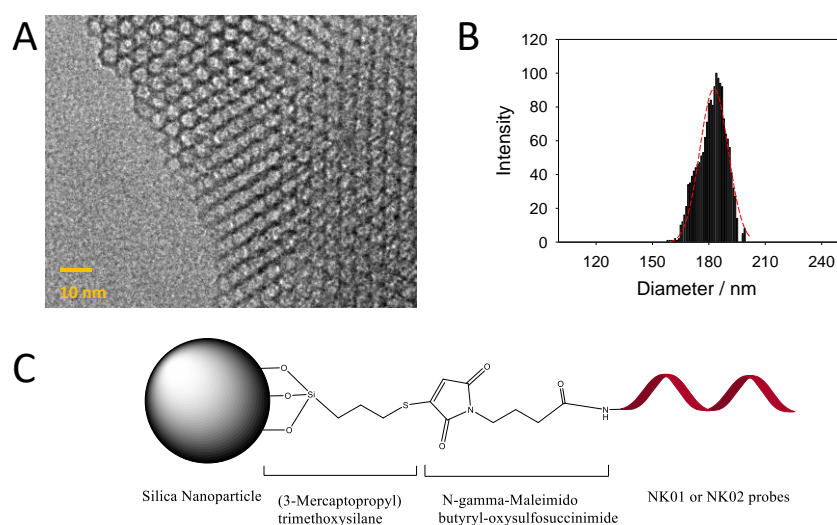 A
10 nm
B
Intensity
120
100
80
60
40
20
0
120
150
180
210
240
Diameter / nm
C
O
O
O
Si
S
O
O
N
O
N
H
Silica Nanoparticle
(3-Mercaptopropyl)
trimethoxysilane
N-gamma-Maleimido
butyryl-oxysulfosuccinimide
NK01 or NK02 probes